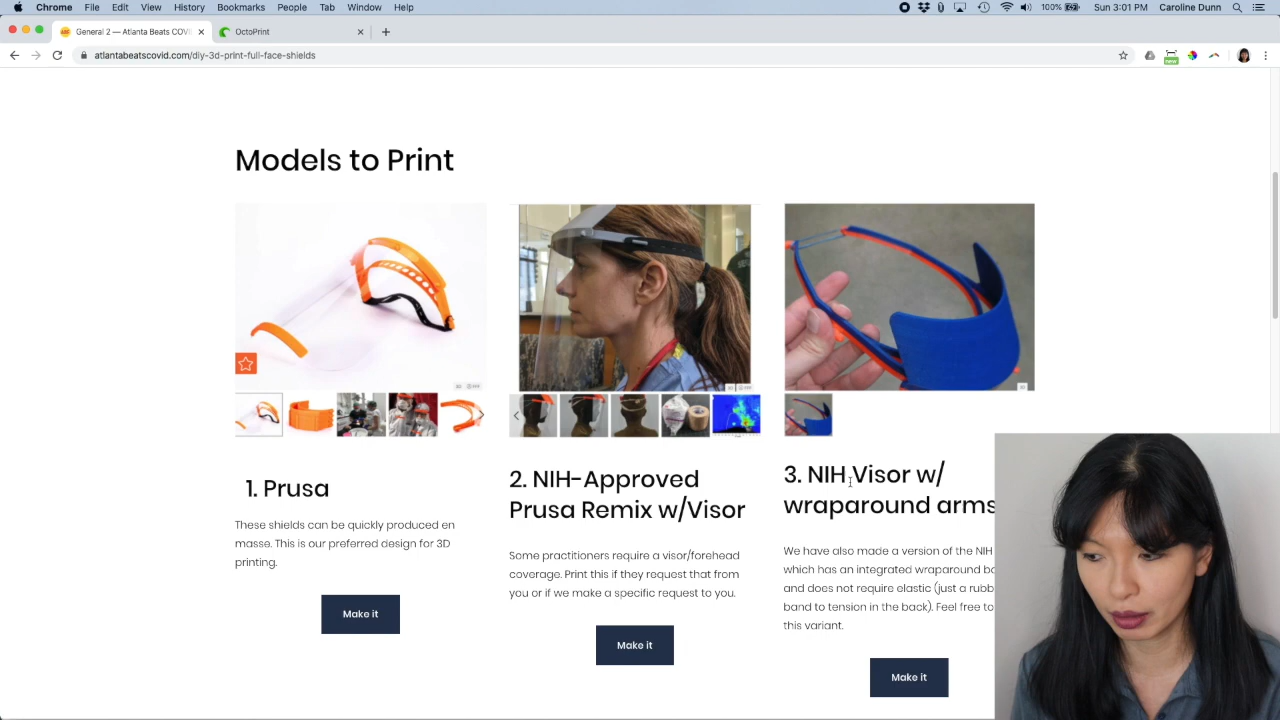 Chrome File Edit View History Bookmarks People Tab Window Help 100% Sun 3:01 PM Caroline Dunn
General 2 — Atlanta Beats COVI OctoPrint
atlantabeatscovid.com/diy-3d-print-full-face-shields
new
Models to Print
1. Prusa
These shields can be quickly produced en
masse. This is our preferred design for 3D
printing.
Make it
2. NIH-Approved
Prusa Remix w/Visor
Some practitioners require a visor/forehead
coverage. Print this if they request that from
you or if we make a specific request to you.
Make it
3. NIH Visor w/
wraparound arms
We have also made a version of the NIH
which has an integrated wraparound
and does not require elastic (just a
band to tension in the back). Feel free to
this variant.
Make it